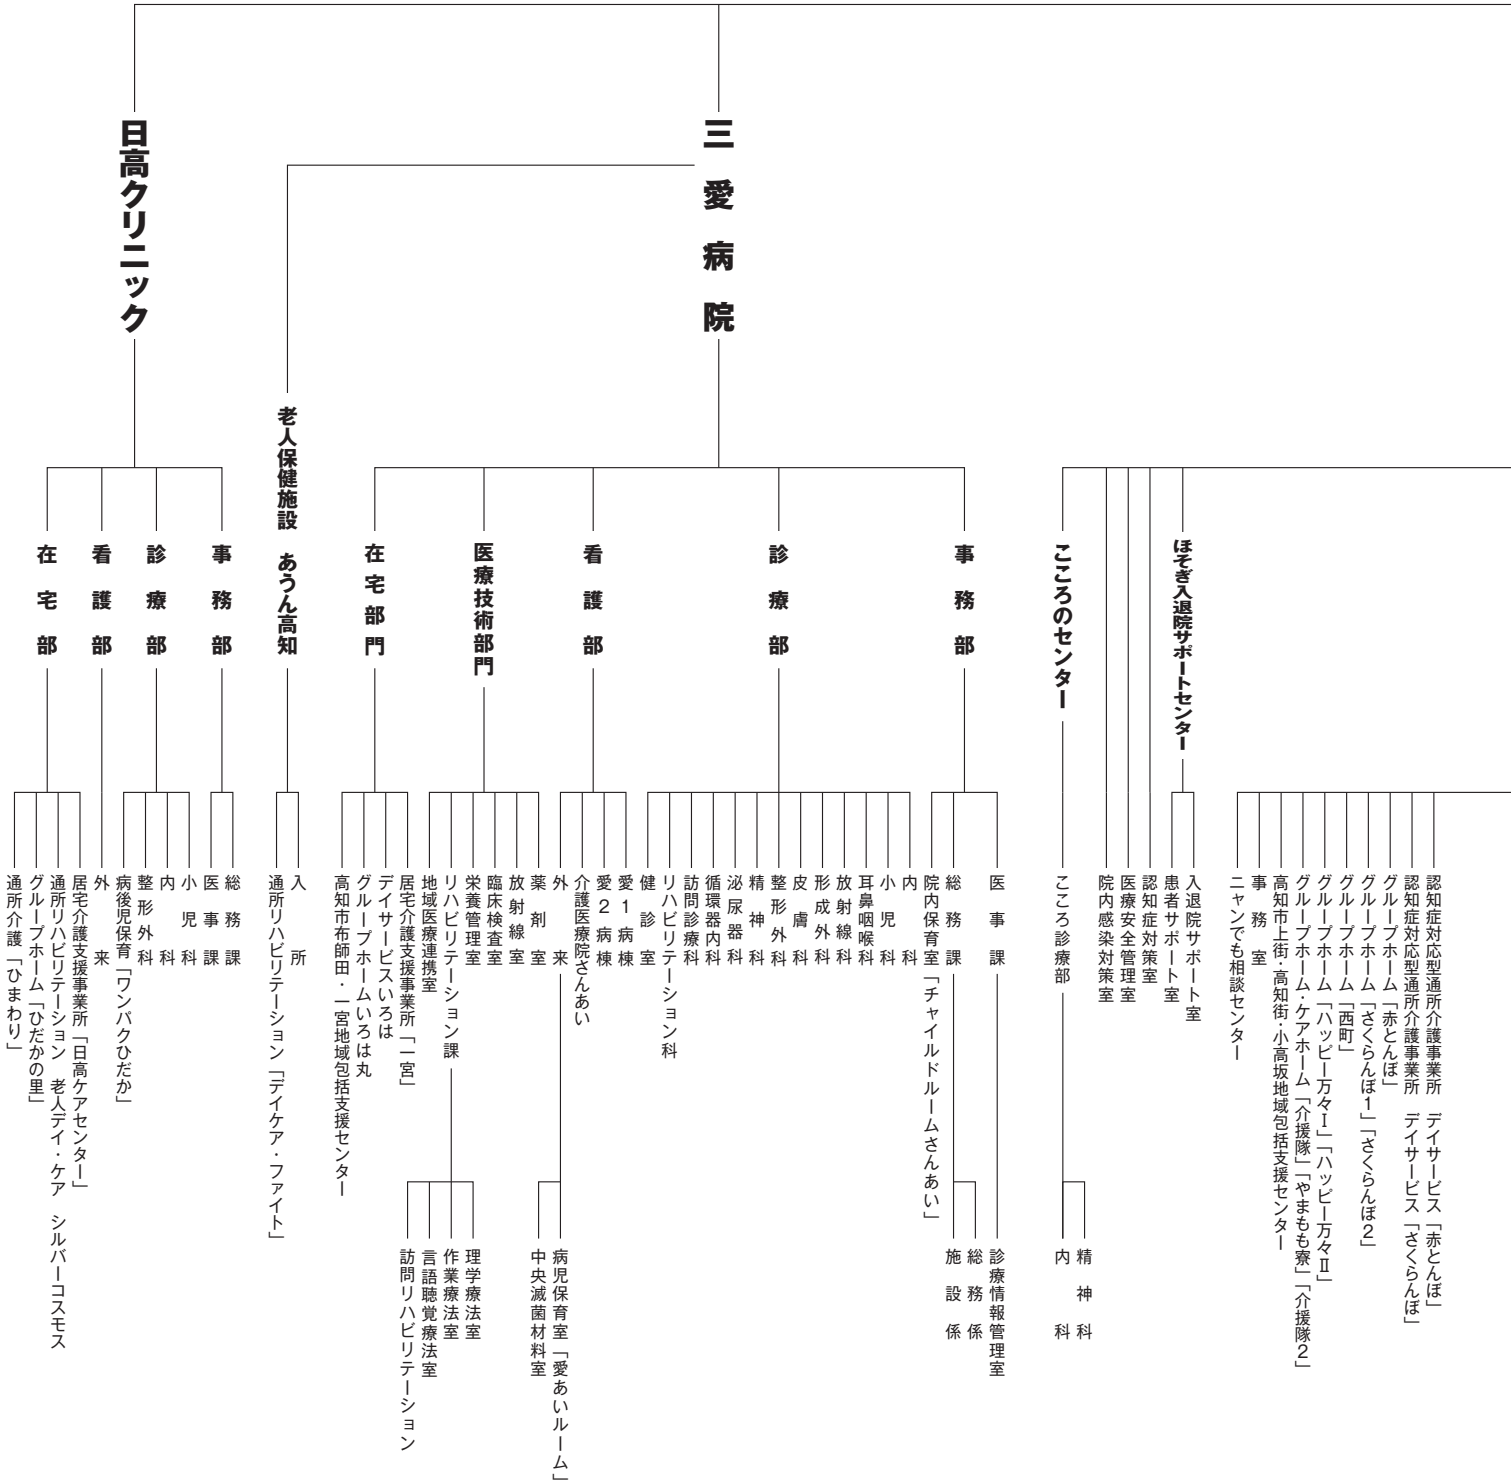 認知症対応型通所介護事業所　デイサービス「赤とんぼ」
認知症対応型通所介護事業所　デイサービス「さくらんぼ」
グループホーム「赤とんぼ」
グループホーム「さくらんぼ1」「さくらんぼ2」
グループホーム「西町」
グループホーム「ハッピー万々Ⅰ」「ハッピー万々Ⅱ」
グループホーム・ケアホーム「介援隊」「やまもも寮」「介援隊2」
高知市上街・高知街・小高坂地域包括支援センター
事務室
ニャンでも相談センター
ほそぎ入退院サポートセンター
入退院サポート室
患者サポート室
認知症対策室
医療安全管理室
院内感染対策室
こころのセンター
こころ診療部
精神科
内科
三愛病院
事務部
医事課
診療情報管理室
総務課
総務係
施設係
院内保育室「チャイルドルームさんあい」
診療部
内科
小児科
耳鼻咽喉科
放射線科
形成外科
皮膚科
整形外科
精神科
泌尿器科
循環器内科
訪問診療科
リハビリテーション科
健診室
看護部
愛1病棟
愛2病棟
介護医療院さんあい
外来
病児保育室「愛あいルーム」
中央滅菌材料室
医療技術部門
薬剤室
放射線室
臨床検査室
栄養管理室
リハビリテーション課
理学療法室
作業療法室
言語聴覚療法室
訪問リハビリテーション
地域医療連携室
在宅部門
居宅介護支援事業所「一宮」
デイサービスいろは
グループホームいろは丸
高知市布師田・一宮地域包括支援センター
老人保健施設　あうん高知
入所
通所リハビリテーション「デイケア・ファイト」
日高クリニック
事務部
総務課
医事課
診療部
小児科
内科
整形外科
病後児保育「ワンパクひだか」
看護部
外来
在宅部
居宅介護支援事業所「日高ケアセンター」
通所リハビリテーション　老人デイ・ケア　シルバーコスモス
グループホーム「ひだかの里」
通所介護「ひまわり」